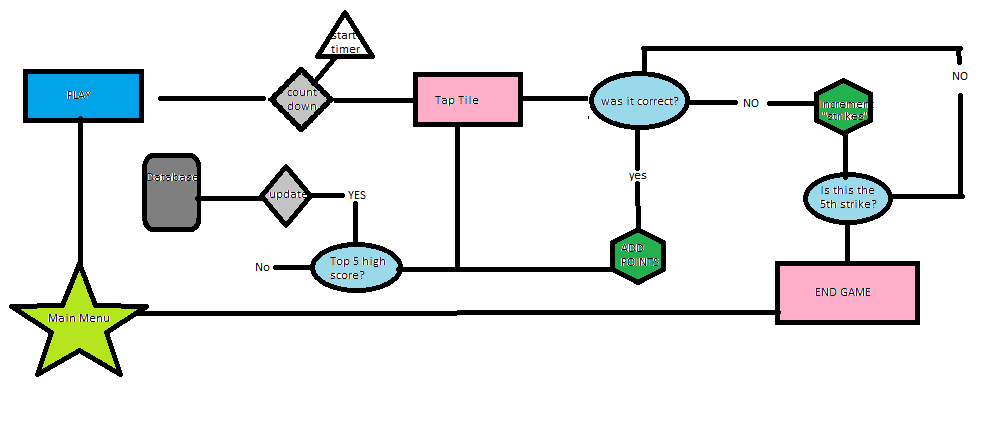 start
timer
PLAY
count
down
Tap Tile
was it correct?
NO
Increment
"strikes"
NO
Database
update
YES
yes
Is this the
5th strike?
No
Top 5 high
score?
ADD
POINTS
Main Menu
END GAME